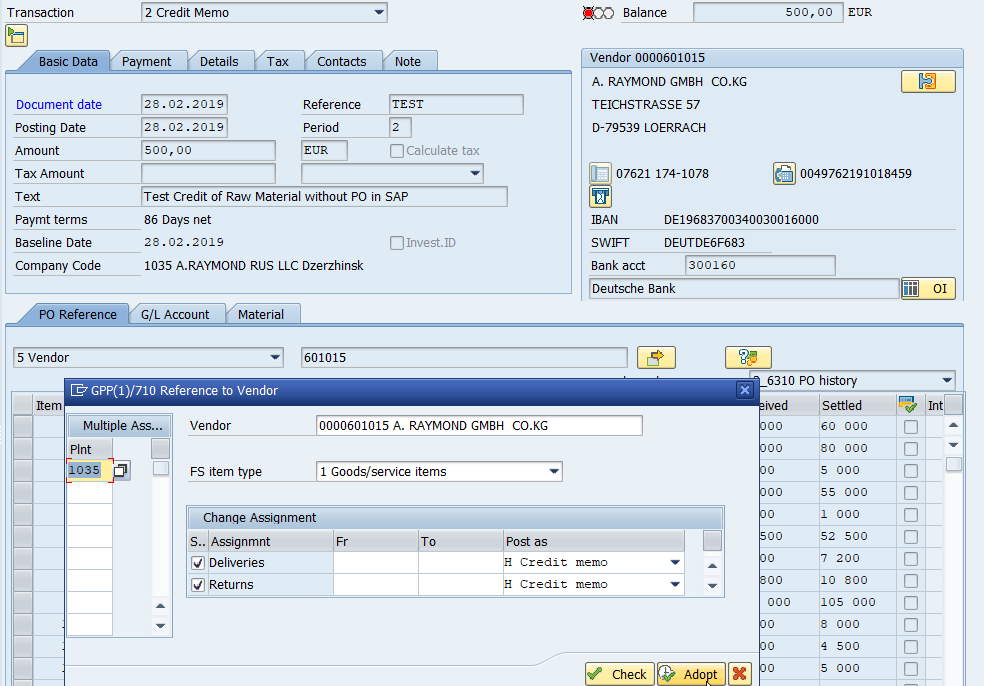 Transaction 2 Credit Memo Balance 500,00 EUR
Basic Data Payment Details Tax Contacts Note
Vendor 0000601015
A. RAYMOND GMBH CO.KG
TEICHSTRASSE 57
D-79539 LOERRACH
Document date 28.02.2019 Reference TEST
Posting Date 28.02.2019 Period 2
Amount 500,00 EUR Calculate tax
Tax Amount
07621 174-1078 0049762191018459
Text Test Credit of Raw Material without PO in SAP
Paymt terms 86 Days net
IBAN DE19683700340030016000
Baseline Date 28.02.2019 Invest.ID
SWIFT DEUTDE6F683
Company Code 1035 A.RAYMOND RUS LLC Dzerzhinsk
Bank acct 300160
Deutsche Bank OI
PO Reference G/L Account Material
5 Vendor 601015
_6310 PO history
GPP(1)/710 Reference to Vendor
Item eived Settled Int
Multiple Ass...
Vendor 0000601015 A. RAYMOND GMBH CO.KG
Plnt
1035
FS item type 1 Goods/service items
Change Assignment
S.. Assignmnt Fr To Post as
Deliveries H Credit memo
Returns H Credit memo
000 60 000
000 80 000
000 5 000
000 55 000
00 1 000
500 52 500
00 7 200
800 10 800
000 105 000
00 8 000
00 4 500
00 5 000
Check Adopt